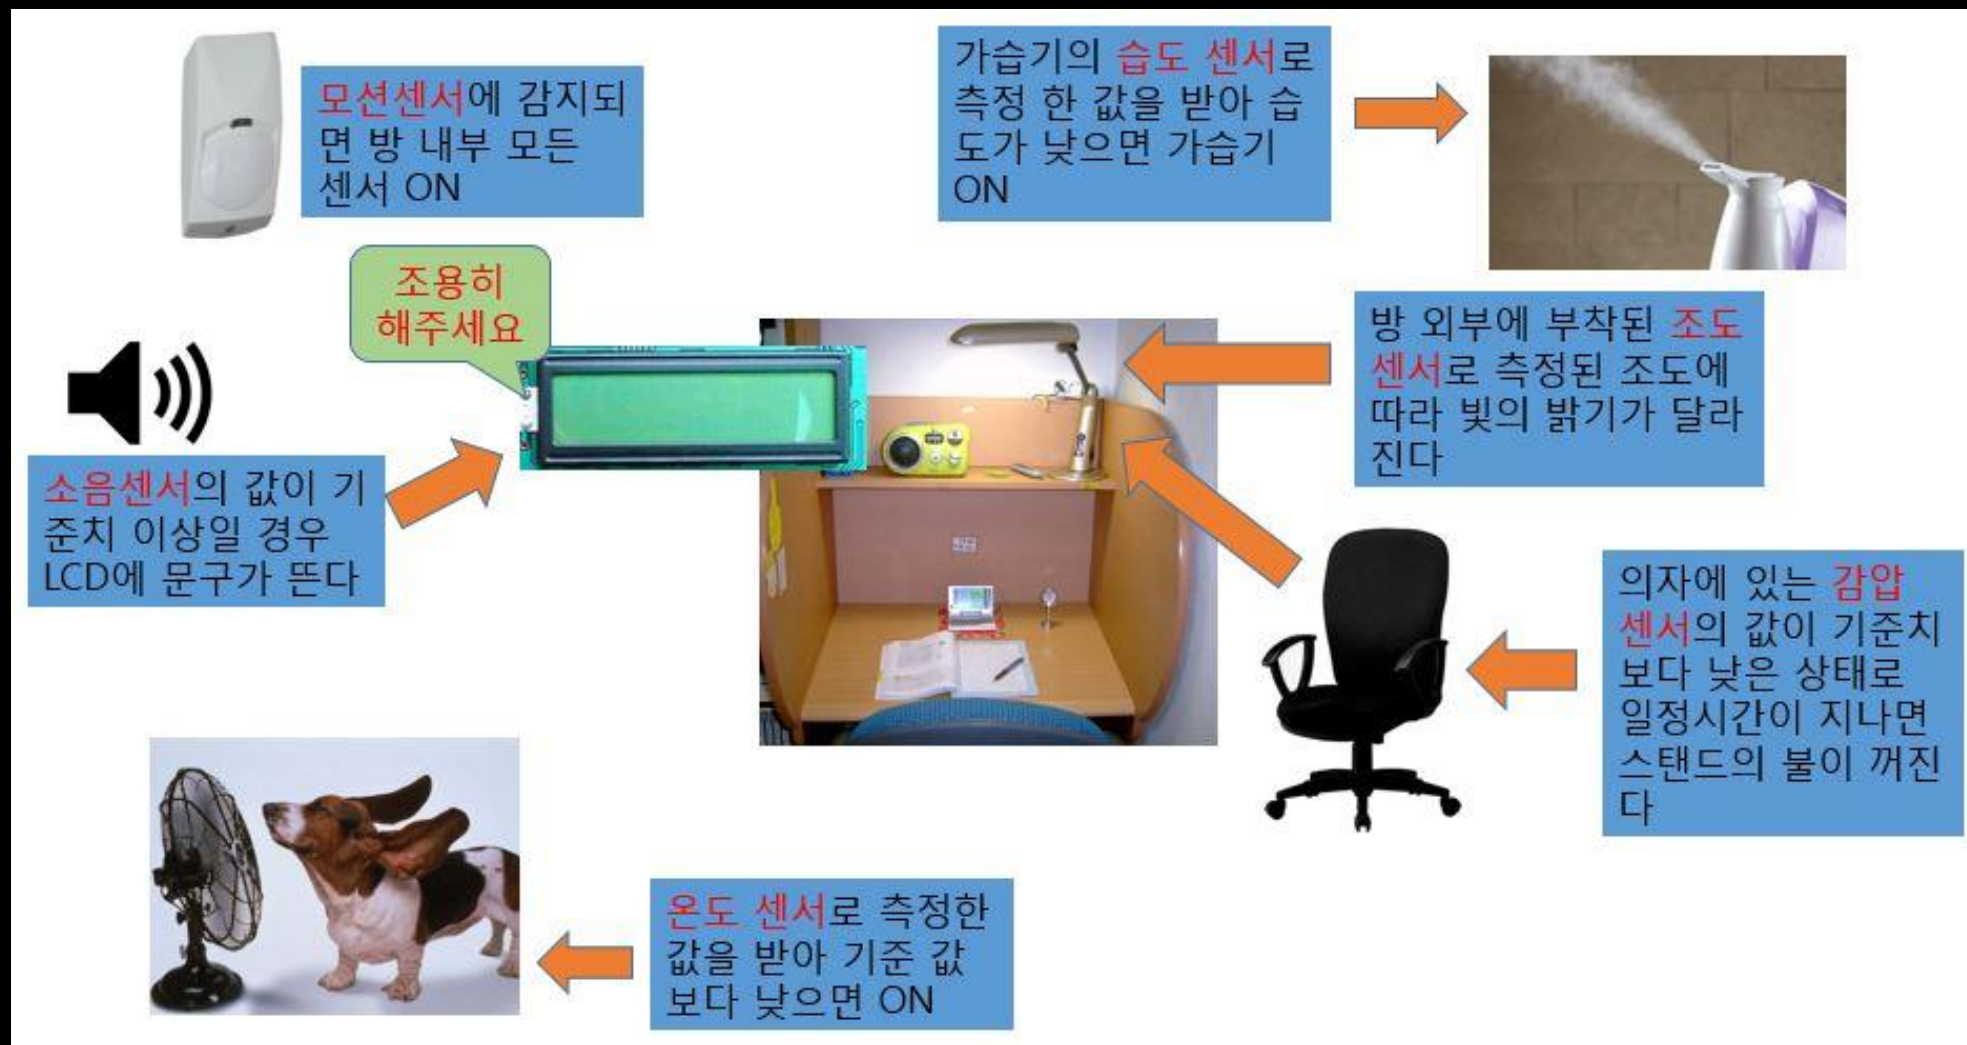 모션센서에 감지되
면 방 내부 모든
센서 ON
가습기의 습도 센서로
측정 한 값을 받아 습
도가 낮으면 가습기
ON
조용히
해주세요
방 외부에 부착된 조도
센서로 측정된 조도에
따라 빛의 밝기가 달라
진다
소음센서의 값이 기
준치 이상일 경우
LCD에 문구가 뜬다
의자에 있는 감압
센서의 값이 기준치
보다 낮은 상태로
일정시간이 지나면
스탠드의 불이 꺼진
다
온도 센서로 측정한
값을 받아 기준 값
보다 낮으면 ON